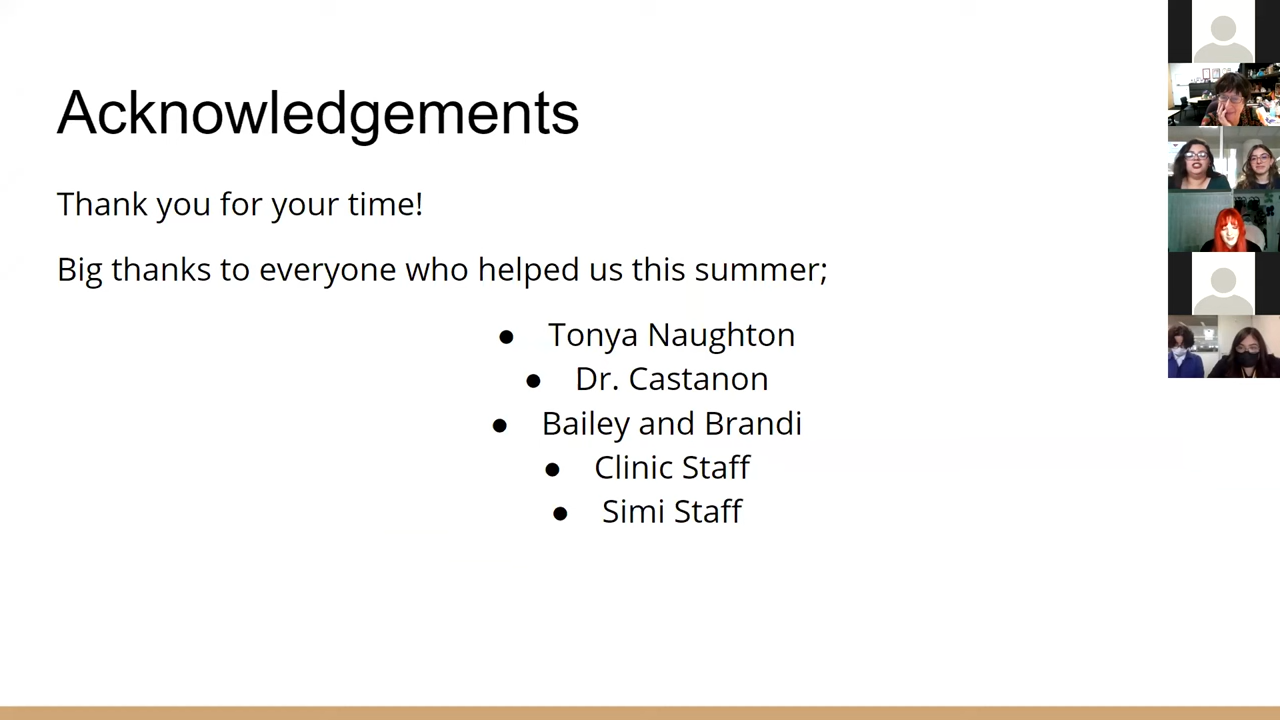 Acknowledgements
Thank you for your time!
Big thanks to everyone who helped us this summer;
● Tonya Naughton
● Dr. Castanon
● Bailey and Brandi
● Clinic Staff
● Simi Staff